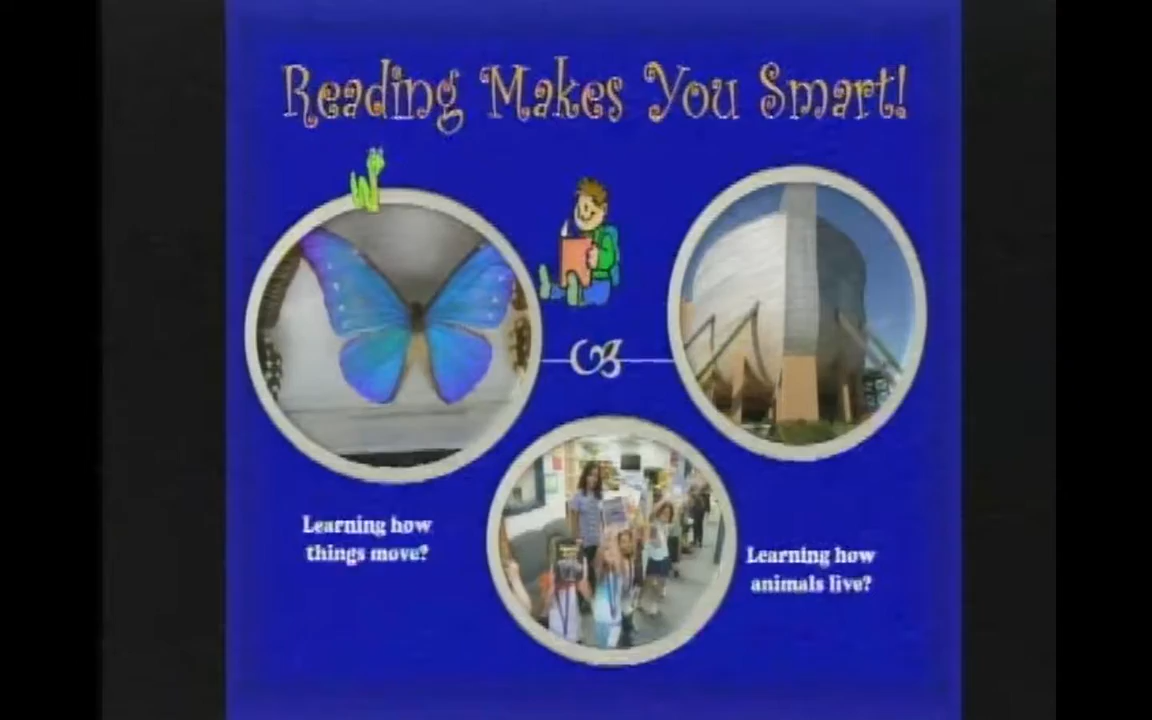 Reading Makes You Smart!
Learning how
things move?
Learning how
animals live?